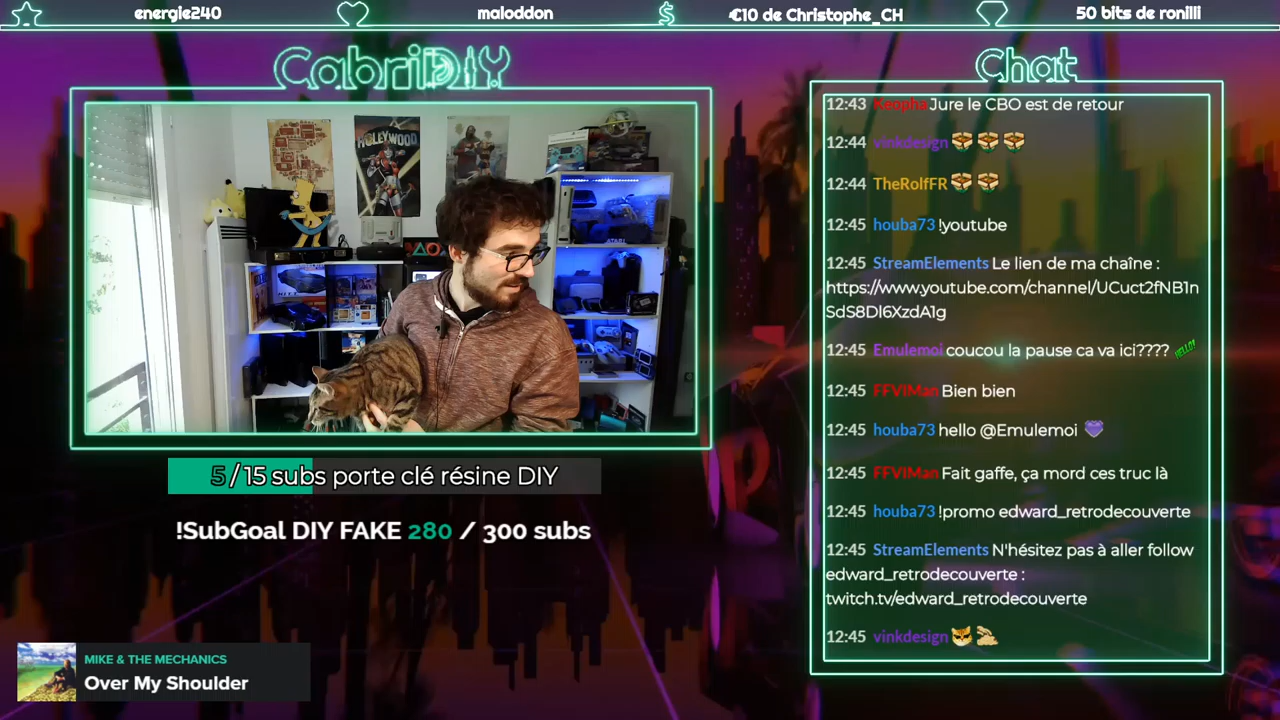 energie240
maloddon
€10 de Christophe_CH
50 bits de ronilli
CabriDIY
Chat
HOLLYWOOD
ATARI
12:43 Keopha Jure le CBO est de retour
12:44 vinkdesign
12:44 TheRolfFR
12:45 houba73 !youtube
12:45 StreamElements Le lien de ma chaîne :
https://www.youtube.com/channel/UCuct2fNB1n
SdS8Dl6XzdA1g
12:45 Emulemoi coucou la pause ca va ici???? HELLO!
12:45 FFVIMan Bien bien
12:45 houba73 hello @Emulemoi
12:45 FFVIMan Fait gaffe, ça mord ces truc là
12:45 houba73 !promo edward_retrodecouverte
12:45 StreamElements N'hésitez pas à aller follow
edward_retrodecouverte :
twitch.tv/edward_retrodecouverte
12:45 vinkdesign
5 / 15 subs porte clé résine DIY
!SubGoal DIY FAKE 280 / 300 subs
MIKE & THE MECHANICS
Over My Shoulder